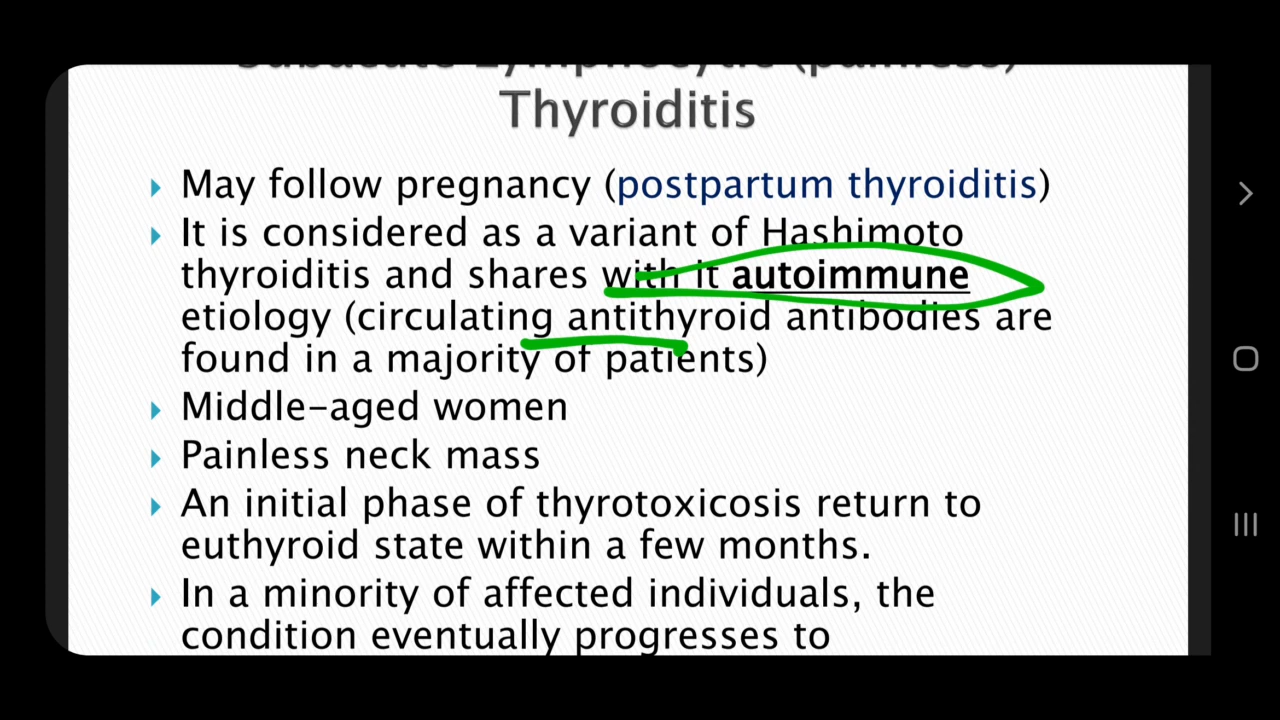 Subacute Lymphocytic (painless)
Thyroiditis
May follow pregnancy (postpartum thyroiditis)
It is considered as a variant of Hashimoto
thyroiditis and shares with it autoimmune
etiology (circulating antithyroid antibodies are
found in a majority of patients)
Middle-aged women
Painless neck mass
An initial phase of thyrotoxicosis return to
euthyroid state within a few months.
In a minority of affected individuals, the
condition eventually progresses to